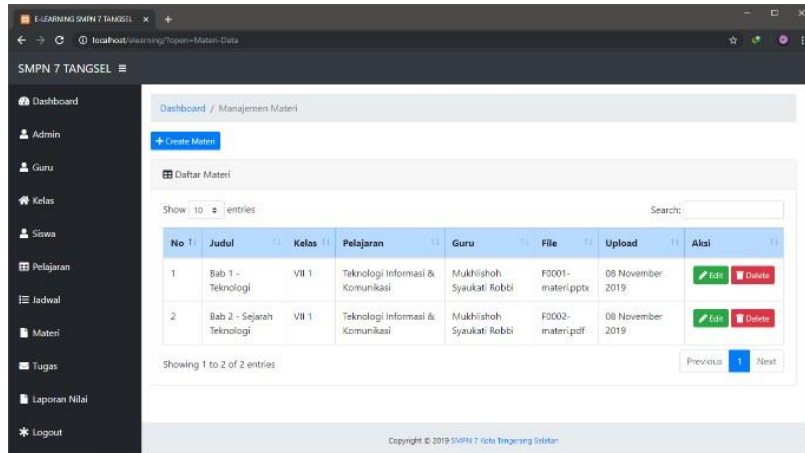 E-LEARNING SMPN 7 TANGSEL
localhost/elearning/?open=Materi-Data
SMPN 7 TANGSEL
Dashboard
Admin
Guru
Kelas
Siswa
Pelajaran
Jadwal
Materi
Tugas
Laporan Nilai
Logout
Dashboard / Manajemen Materi
Create Materi
Daftar Materi
Show 10 entries
Search:
No Judul Kelas Pelajaran Guru File Upload Aksi
1 Bab 1 - VII 1 Teknologi Informasi & Mukhlishoh F0001- 08 November Edit Delete
Teknologi Komunikasi Syaukati Robbi materi.pptx 2019
2 Bab 2 - Sejarah VII 1 Teknologi Informasi & Mukhlishoh F0002- 08 November Edit Delete
Teknologi Komunikasi Syaukati Robbi materi.pdf 2019
Showing 1 to 2 of 2 entries
Previous 1 Next
Copyright © 2019 SMPN 7 Kota Tangerang Selatan